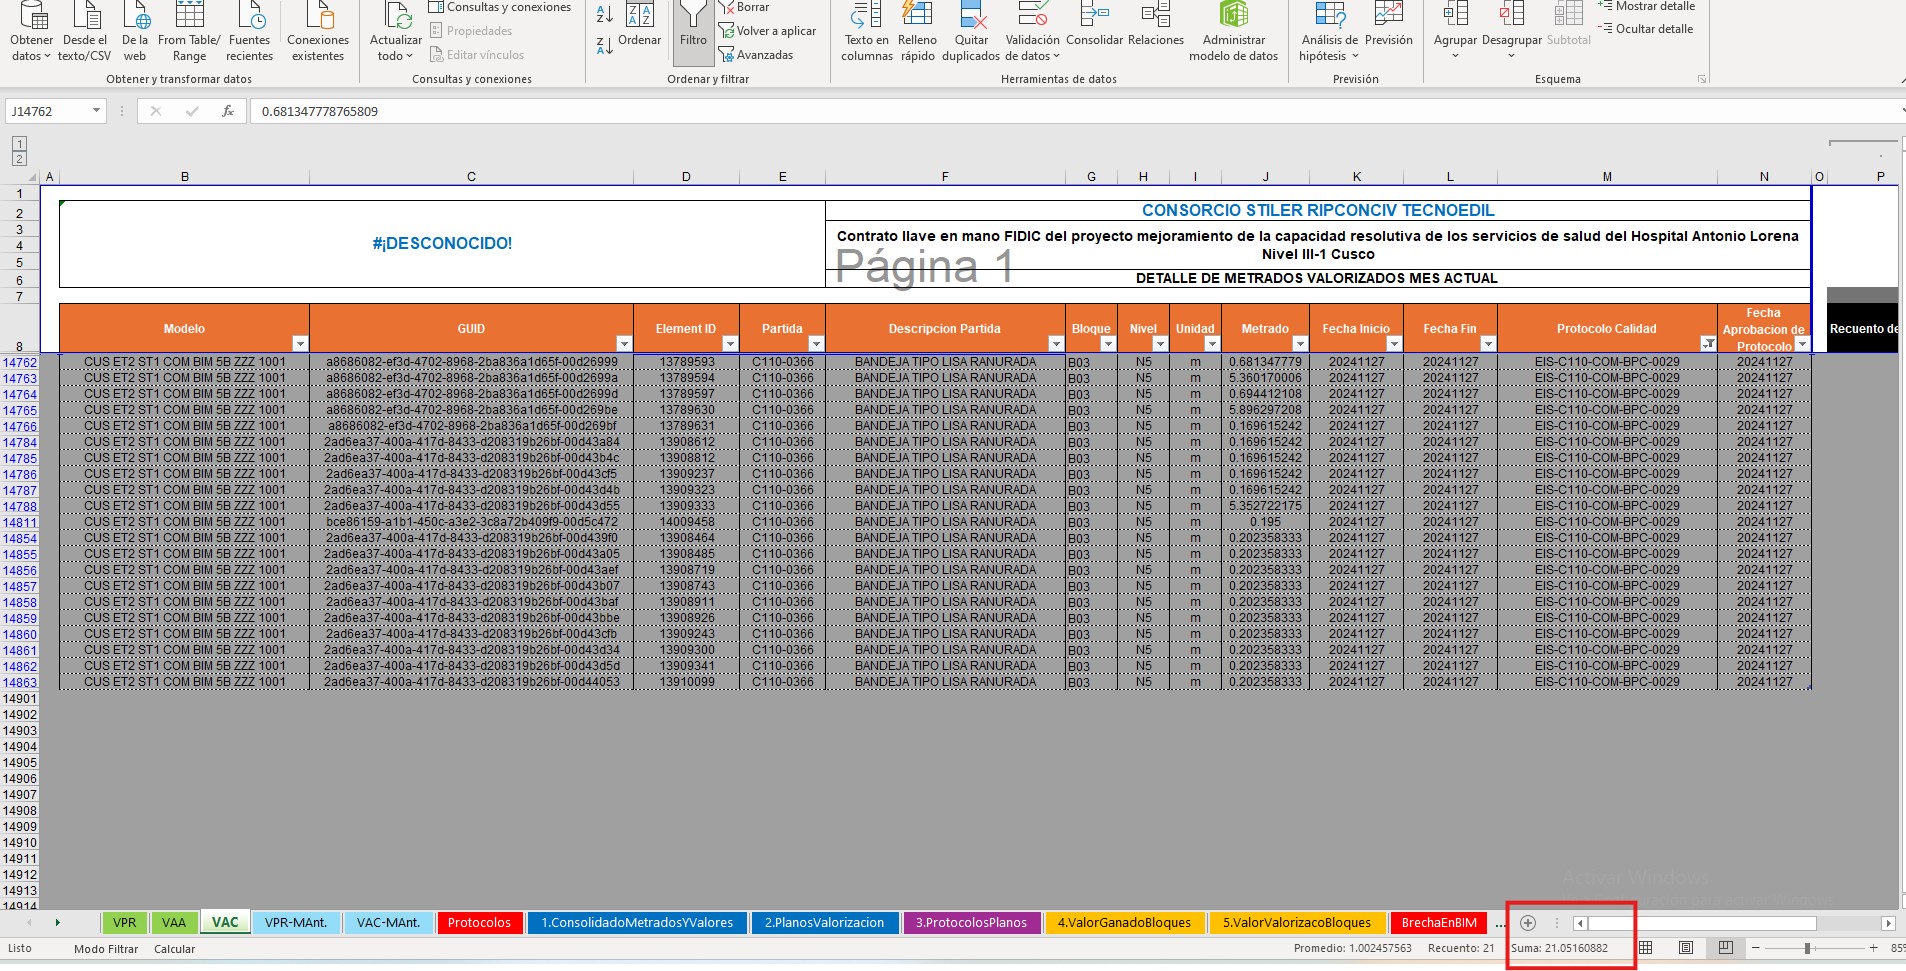 Consultas y conexiones Borrar Mostrar detalle
Propiedades Volver a aplicar Ocultar detalle
Obtener Desde el De la From Table/ Fuentes Conexiones Actualizar Ordenar Filtro Texto en Relleno Quitar Validación Consolidar Relaciones Administrar Análisis de Previsión Agrupar Desagrupar Subtotal
datos texto/CSV web Range recientes existentes todo Editar vínculos Avanzadas columnas rápido duplicados de datos modelo de datos hipótesis
Obtener y transformar datos Consultas y conexiones Ordenar y filtrar Herramientas de datos Previsión Esquema
J14762 fx 0.681347778765809
1
2
A B C D E F G H I J K L M N O P
1
2 CONSORCIO STILER RIPCONCIV TECNOEDIL
3
4 #¡DESCONOCIDO! Contrato llave en mano FIDIC del proyecto mejoramiento de la capacidad resolutiva de los servicios de salud del Hospital Antonio Lorena
5 Nivel III-1 Cusco
Página 1
6 DETALLE DE METRADOS VALORIZADOS MES ACTUAL
7
8 Modelo GUID Element ID Partida Descripcion Partida Bloque Nivel Unidad Metrado Fecha Inicio Fecha Fin Protocolo Calidad Fecha Aprobacion de Protocolo Recuento de
14762 CUS ET2 ST1 COM BIM 5B ZZZ 1001 a8686082-ef3d-4702-8968-2ba836a1d65f-00d26999 13789593 C110-0366 BANDEJA TIPO LISA RANURADA B03 N5 m 0.681347779 20241127 20241127 EIS-C110-COM-BPC-0029 20241127
14763 CUS ET2 ST1 COM BIM 5B ZZZ 1001 a8686082-ef3d-4702-8968-2ba836a1d65f-00d2699a 13789594 C110-0366 BANDEJA TIPO LISA RANURADA B03 N5 m 5.360170006 20241127 20241127 EIS-C110-COM-BPC-0029 20241127
14764 CUS ET2 ST1 COM BIM 5B ZZZ 1001 a8686082-ef3d-4702-8968-2ba836a1d65f-00d2699d 13789597 C110-0366 BANDEJA TIPO LISA RANURADA B03 N5 m 0.694412108 20241127 20241127 EIS-C110-COM-BPC-0029 20241127
14765 CUS ET2 ST1 COM BIM 5B ZZZ 1001 a8686082-ef3d-4702-8968-2ba836a1d65f-00d269be 13789630 C110-0366 BANDEJA TIPO LISA RANURADA B03 N5 m 5.896297208 20241127 20241127 EIS-C110-COM-BPC-0029 20241127
14766 CUS ET2 ST1 COM BIM 5B ZZZ 1001 a8686082-ef3d-4702-8968-2ba836a1d65f-00d269bf 13789631 C110-0366 BANDEJA TIPO LISA RANURADA B03 N5 m 0.169615242 20241127 20241127 EIS-C110-COM-BPC-0029 20241127
14784 CUS ET2 ST1 COM BIM 5B ZZZ 1001 2ad6ea37-400a-417d-8433-d208319b26bf-00d43a84 13908612 C110-0366 BANDEJA TIPO LISA RANURADA B03 N5 m 0.169615242 20241127 20241127 EIS-C110-COM-BPC-0029 20241127
14785 CUS ET2 ST1 COM BIM 5B ZZZ 1001 2ad6ea37-400a-417d-8433-d208319b26bf-00d43b4c 13908812 C110-0366 BANDEJA TIPO LISA RANURADA B03 N5 m 0.169615242 20241127 20241127 EIS-C110-COM-BPC-0029 20241127
14786 CUS ET2 ST1 COM BIM 5B ZZZ 1001 2ad6ea37-400a-417d-8433-d208319b26bf-00d43cf5 13909237 C110-0366 BANDEJA TIPO LISA RANURADA B03 N5 m 0.169615242 20241127 20241127 EIS-C110-COM-BPC-0029 20241127
14787 CUS ET2 ST1 COM BIM 5B ZZZ 1001 2ad6ea37-400a-417d-8433-d208319b26bf-00d43d4b 13909323 C110-0366 BANDEJA TIPO LISA RANURADA B03 N5 m 0.169615242 20241127 20241127 EIS-C110-COM-BPC-0029 20241127
14788 CUS ET2 ST1 COM BIM 5B ZZZ 1001 2ad6ea37-400a-417d-8433-d208319b26bf-00d43d55 13909333 C110-0366 BANDEJA TIPO LISA RANURADA B03 N5 m 5.352722175 20241127 20241127 EIS-C110-COM-BPC-0029 20241127
14811 CUS ET2 ST1 COM BIM 5B ZZZ 1001 bce86159-a1b1-450c-a3e2-3c8a72b409f9-00d5c472 14009458 C110-0366 BANDEJA TIPO LISA RANURADA B03 N5 m 0.195 20241127 20241127 EIS-C110-COM-BPC-0029 20241127
14854 CUS ET2 ST1 COM BIM 5B ZZZ 1001 2ad6ea37-400a-417d-8433-d208319b26bf-00d439f0 13908464 C110-0366 BANDEJA TIPO LISA RANURADA B03 N5 m 0.202358333 20241127 20241127 EIS-C110-COM-BPC-0029 20241127
14855 CUS ET2 ST1 COM BIM 5B ZZZ 1001 2ad6ea37-400a-417d-8433-d208319b26bf-00d43a05 13908485 C110-0366 BANDEJA TIPO LISA RANURADA B03 N5 m 0.202358333 20241127 20241127 EIS-C110-COM-BPC-0029 20241127
14856 CUS ET2 ST1 COM BIM 5B ZZZ 1001 2ad6ea37-400a-417d-8433-d208319b26bf-00d43aef 13908719 C110-0366 BANDEJA TIPO LISA RANURADA B03 N5 m 0.202358333 20241127 20241127 EIS-C110-COM-BPC-0029 20241127
14857 CUS ET2 ST1 COM BIM 5B ZZZ 1001 2ad6ea37-400a-417d-8433-d208319b26bf-00d43b07 13908743 C110-0366 BANDEJA TIPO LISA RANURADA B03 N5 m 0.202358333 20241127 20241127 EIS-C110-COM-BPC-0029 20241127
14858 CUS ET2 ST1 COM BIM 5B ZZZ 1001 2ad6ea37-400a-417d-8433-d208319b26bf-00d43baf 13908911 C110-0366 BANDEJA TIPO LISA RANURADA B03 N5 m 0.202358333 20241127 20241127 EIS-C110-COM-BPC-0029 20241127
14859 CUS ET2 ST1 COM BIM 5B ZZZ 1001 2ad6ea37-400a-417d-8433-d208319b26bf-00d43bbe 13908926 C110-0366 BANDEJA TIPO LISA RANURADA B03 N5 m 0.202358333 20241127 20241127 EIS-C110-COM-BPC-0029 20241127
14860 CUS ET2 ST1 COM BIM 5B ZZZ 1001 2ad6ea37-400a-417d-8433-d208319b26bf-00d43cfb 13909243 C110-0366 BANDEJA TIPO LISA RANURADA B03 N5 m 0.202358333 20241127 20241127 EIS-C110-COM-BPC-0029 20241127
14861 CUS ET2 ST1 COM BIM 5B ZZZ 1001 2ad6ea37-400a-417d-8433-d208319b26bf-00d43d34 13909300 C110-0366 BANDEJA TIPO LISA RANURADA B03 N5 m 0.202358333 20241127 20241127 EIS-C110-COM-BPC-0029 20241127
14862 CUS ET2 ST1 COM BIM 5B ZZZ 1001 2ad6ea37-400a-417d-8433-d208319b26bf-00d43d5d 13909341 C110-0366 BANDEJA TIPO LISA RANURADA B03 N5 m 0.202358333 20241127 20241127 EIS-C110-COM-BPC-0029 20241127
14863 CUS ET2 ST1 COM BIM 5B ZZZ 1001 2ad6ea37-400a-417d-8433-d208319b26bf-00d44053 13910099 C110-0366 BANDEJA TIPO LISA RANURADA B03 N5 m 0.202358333 20241127 20241127 EIS-C110-COM-BPC-0029 20241127
14901
14902
14903
14904
14905
14906
14907
14908
14909
14910
14911
14912
14913
14914
Activar Windows
VPR VAA VAC VPR-MAnt. VAC-MAnt. Protocolos 1.ConsolidadoMetradosYValores 2.PlanosValorizacion 3.ProtocolosPlanos 4.ValorGanadoBloques 5.ValorValorizacoBloques BrechaEnBIM ...
Listo Modo Filtrar Calcular Promedio: 1.002457563 Recuento: 21 Suma: 21.05160882 85%